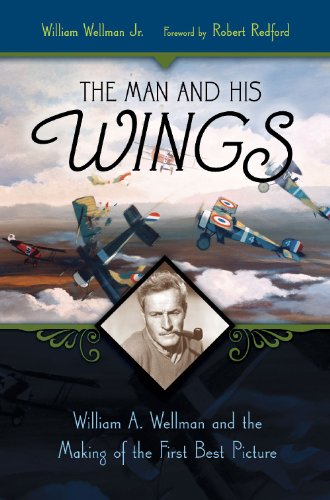 William Wellman Jr. Foreword by Robert Redford
THE MAN AND HIS
WINGS
William A. Wellman and the
Making of the First Best Picture